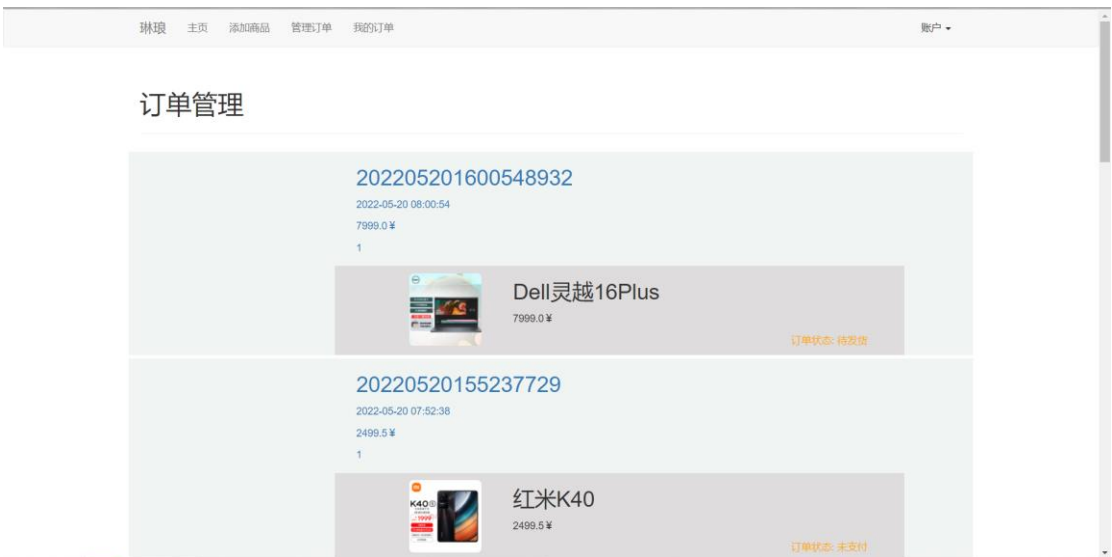 琳琅 主页 添加商品 管理订单 我的订单 账户
订单管理
202205201600548932
2022-05-20 08:00:54
7999.0¥
1
Dell灵越16Plus
7999.0¥
订单状态: 待发货
20220520155237729
2022-05-20 07:52:38
2499.5¥
1
K40
1999
红米K40
2499.5¥
订单状态: 未支付